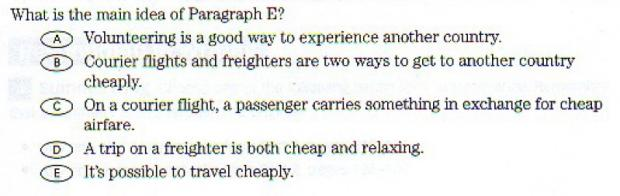 What is the main idea of Paragraph E?
A Volunteering is a good way to experience another country.
B Courier flights and freighters are two ways to get to another country
cheaply.
C On a courier flight, a passenger carries something in exchange for cheap
airfare.
D A trip on a freighter is both cheap and relaxing.
E It's possible to travel cheaply.